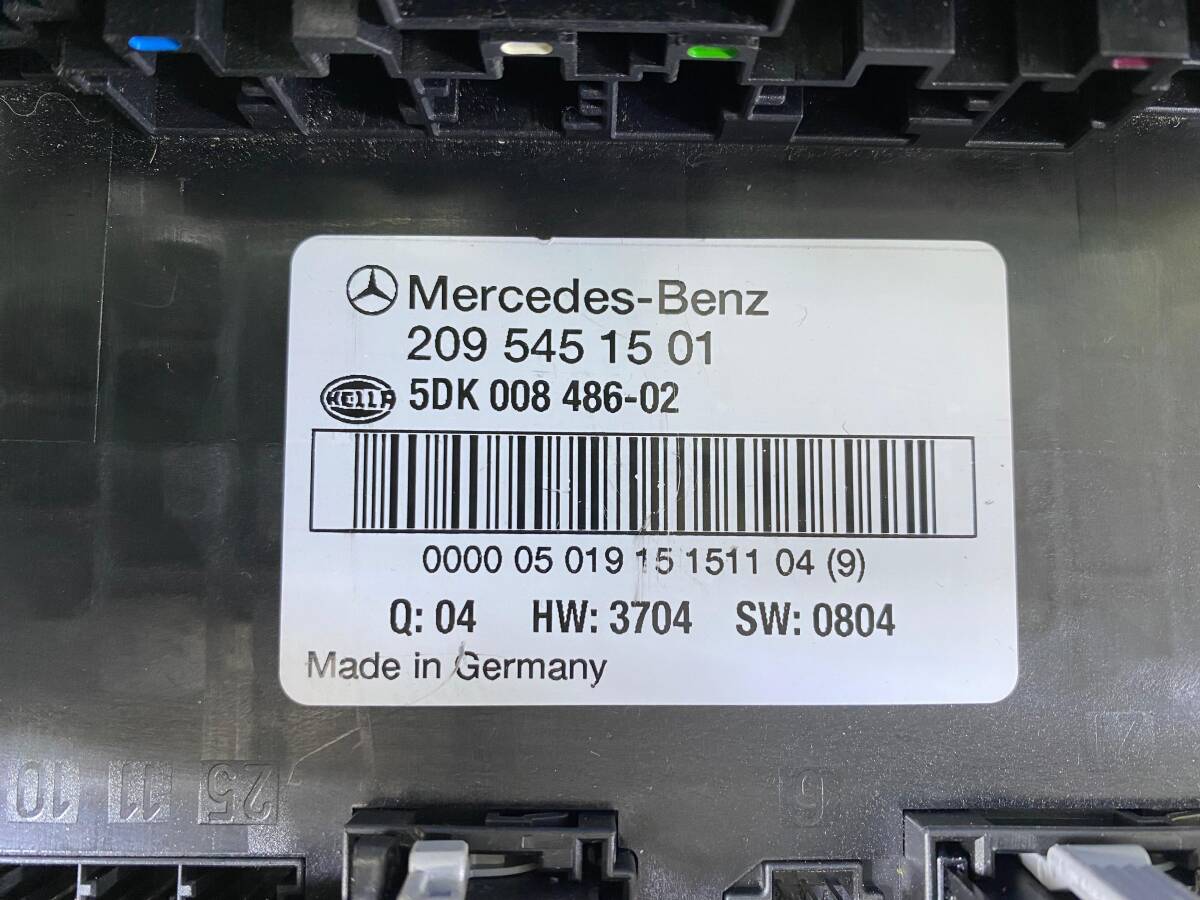 Mercedes-Benz
209 545 15 01
HELLA 5DK 008 486-02
0000 05 019 15 1511 04 (9)
Q: 04 HW: 3704 SW: 0804
Made in Germany
10 11 25
6